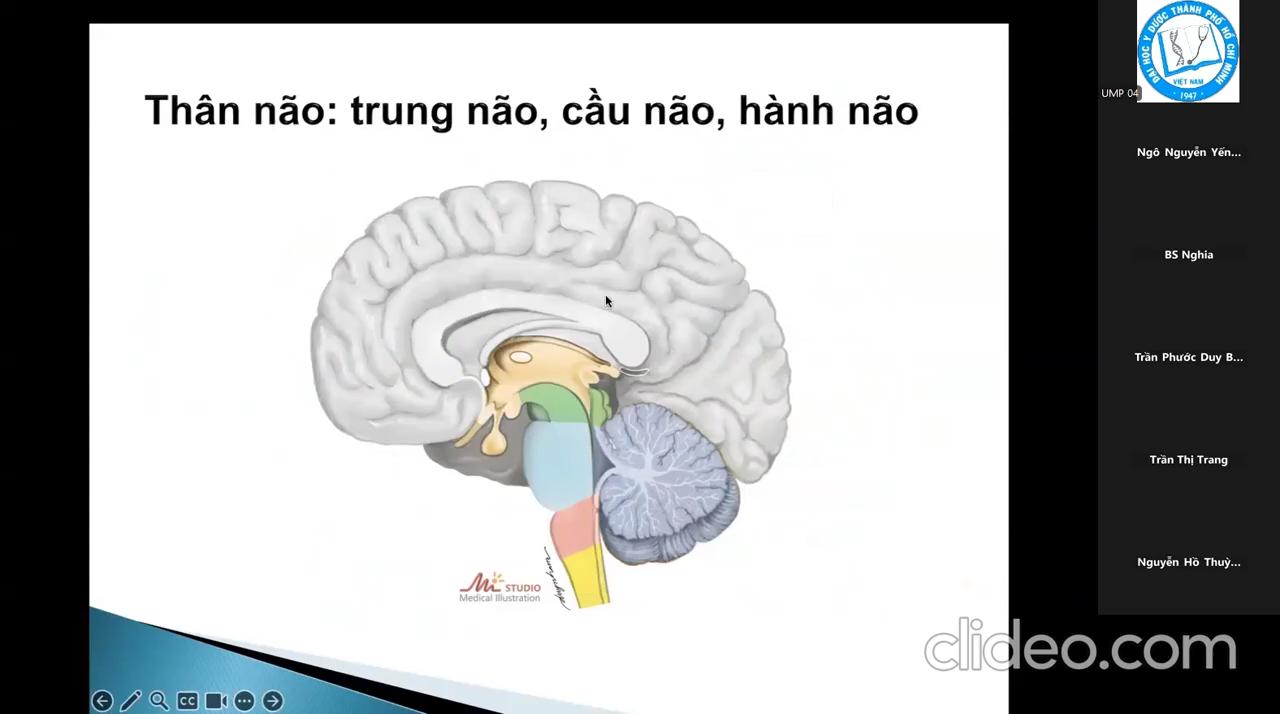 Thân não: trung não, cầu não, hành não
STUDIO
Medical Illustration
CC
ĐẠI HỌC Y DƯỢC THÀNH PHỐ HỒ CHÍ MINH
VIỆT NAM
1947
UMP 04
Ngô Nguyễn Yến...
BS Nghia
Trần Phước Duy B...
Trần Thị Trang
Nguyễn Hồ Thuỳ...
clideo.com